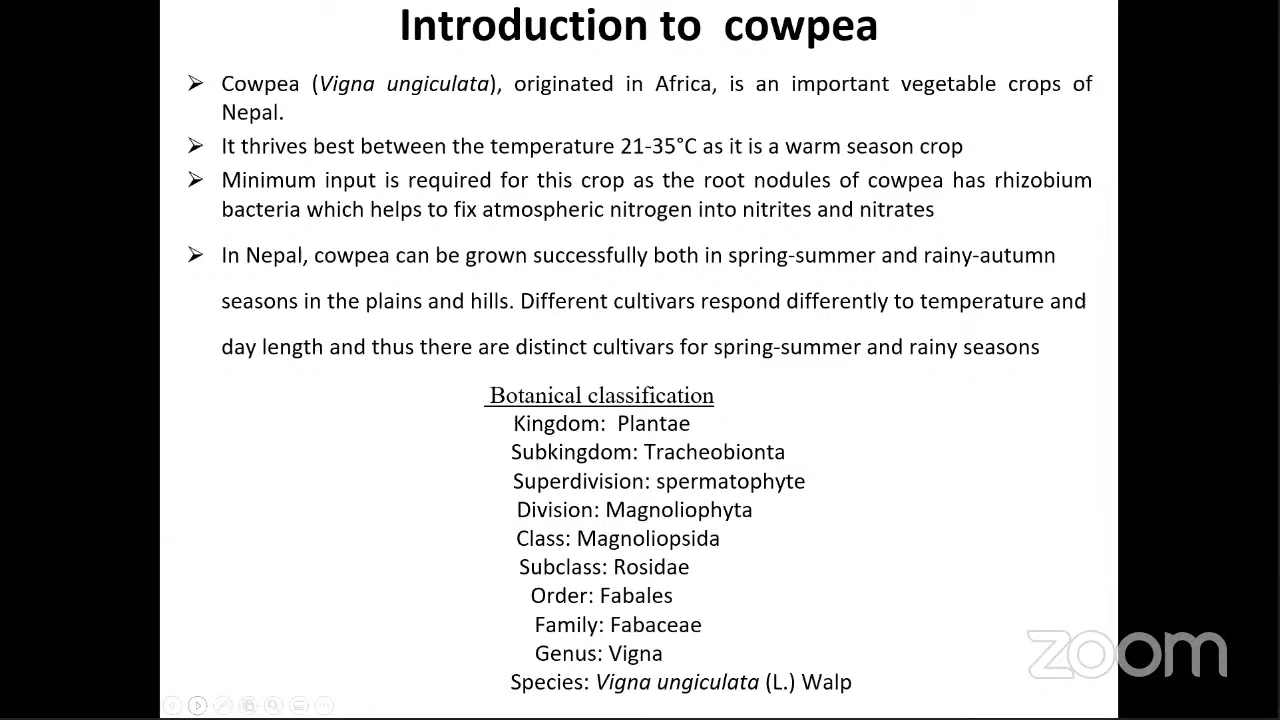 Introduction to cowpea
Cowpea (Vigna ungiculata), originated in Africa, is an important vegetable crops of
Nepal.
It thrives best between the temperature 21-35°C as it is a warm season crop
Minimum input is required for this crop as the root nodules of cowpea has rhizobium
bacteria which helps to fix atmospheric nitrogen into nitrites and nitrates
In Nepal, cowpea can be grown successfully both in spring-summer and rainy-autumn
seasons in the plains and hills. Different cultivars respond differently to temperature and
day length and thus there are distinct cultivars for spring-summer and rainy seasons
Botanical classification
Kingdom: Plantae
Subkingdom: Tracheobionta
Superdivision: spermatophyte
Division: Magnoliophyta
Class: Magnoliopsida
Subclass: Rosidae
Order: Fabales
Family: Fabaceae
Genus: Vigna
Species: Vigna ungiculata (L.) Walp
zoom